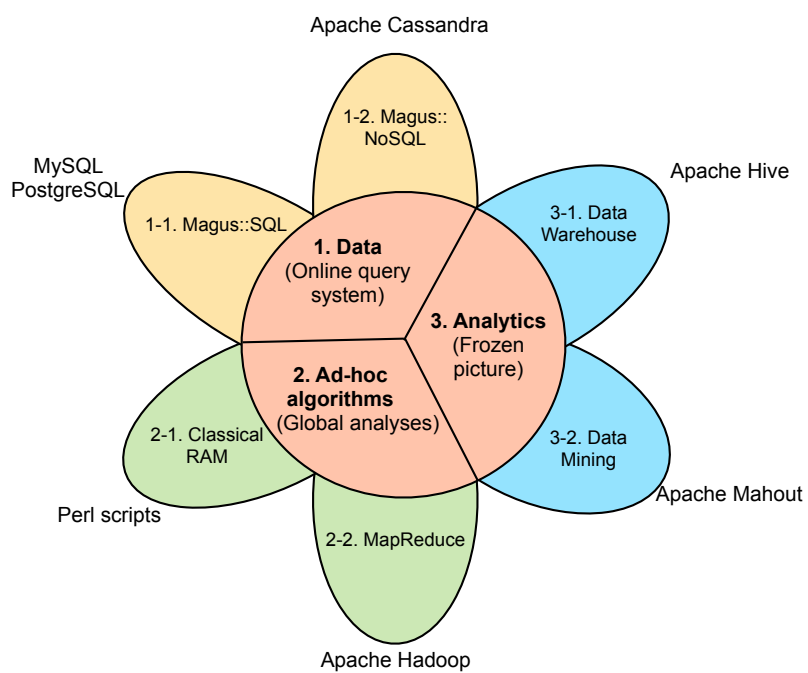 Apache Cassandra
1-2. Magus::
NoSQL
MySQL
PostgreSQL
1-1. Magus::SQL
Apache Hive
3-1. Data
Warehouse
1. Data
(Online query
system)
3. Analytics
(Frozen
picture)
2. Ad-hoc
algorithms
(Global analyses)
2-1. Classical
RAM
3-2. Data
Mining
Perl scripts
Apache Mahout
2-2. MapReduce
Apache Hadoop